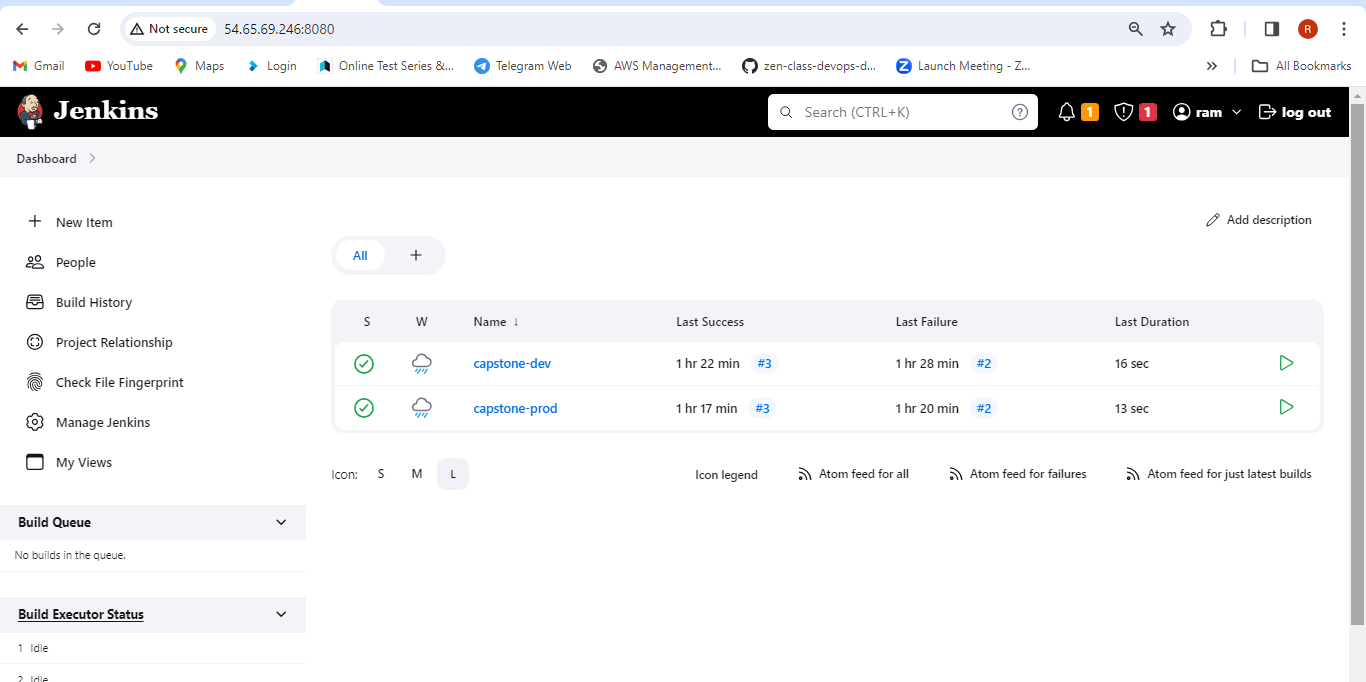 Not secure 54.65.69.246:8080 R
Gmail YouTube Maps Login Online Test Series &... Telegram Web AWS Management... zen-class-devops-d... Launch Meeting - Z... » All Bookmarks
Jenkins Search (CTRL+K) ? 1 1 ram log out
Dashboard
New Item
People
Build History
Project Relationship
Check File Fingerprint
Manage Jenkins
My Views
Build Queue
No builds in the queue.
Build Executor Status
1 Idle
2 Idle
Add description
All +
S W Name ↓ Last Success Last Failure Last Duration
capstone-dev 1 hr 22 min #3 1 hr 28 min #2 16 sec
capstone-prod 1 hr 17 min #3 1 hr 20 min #2 13 sec
Icon: S M L Icon legend Atom feed for all Atom feed for failures Atom feed for just latest builds